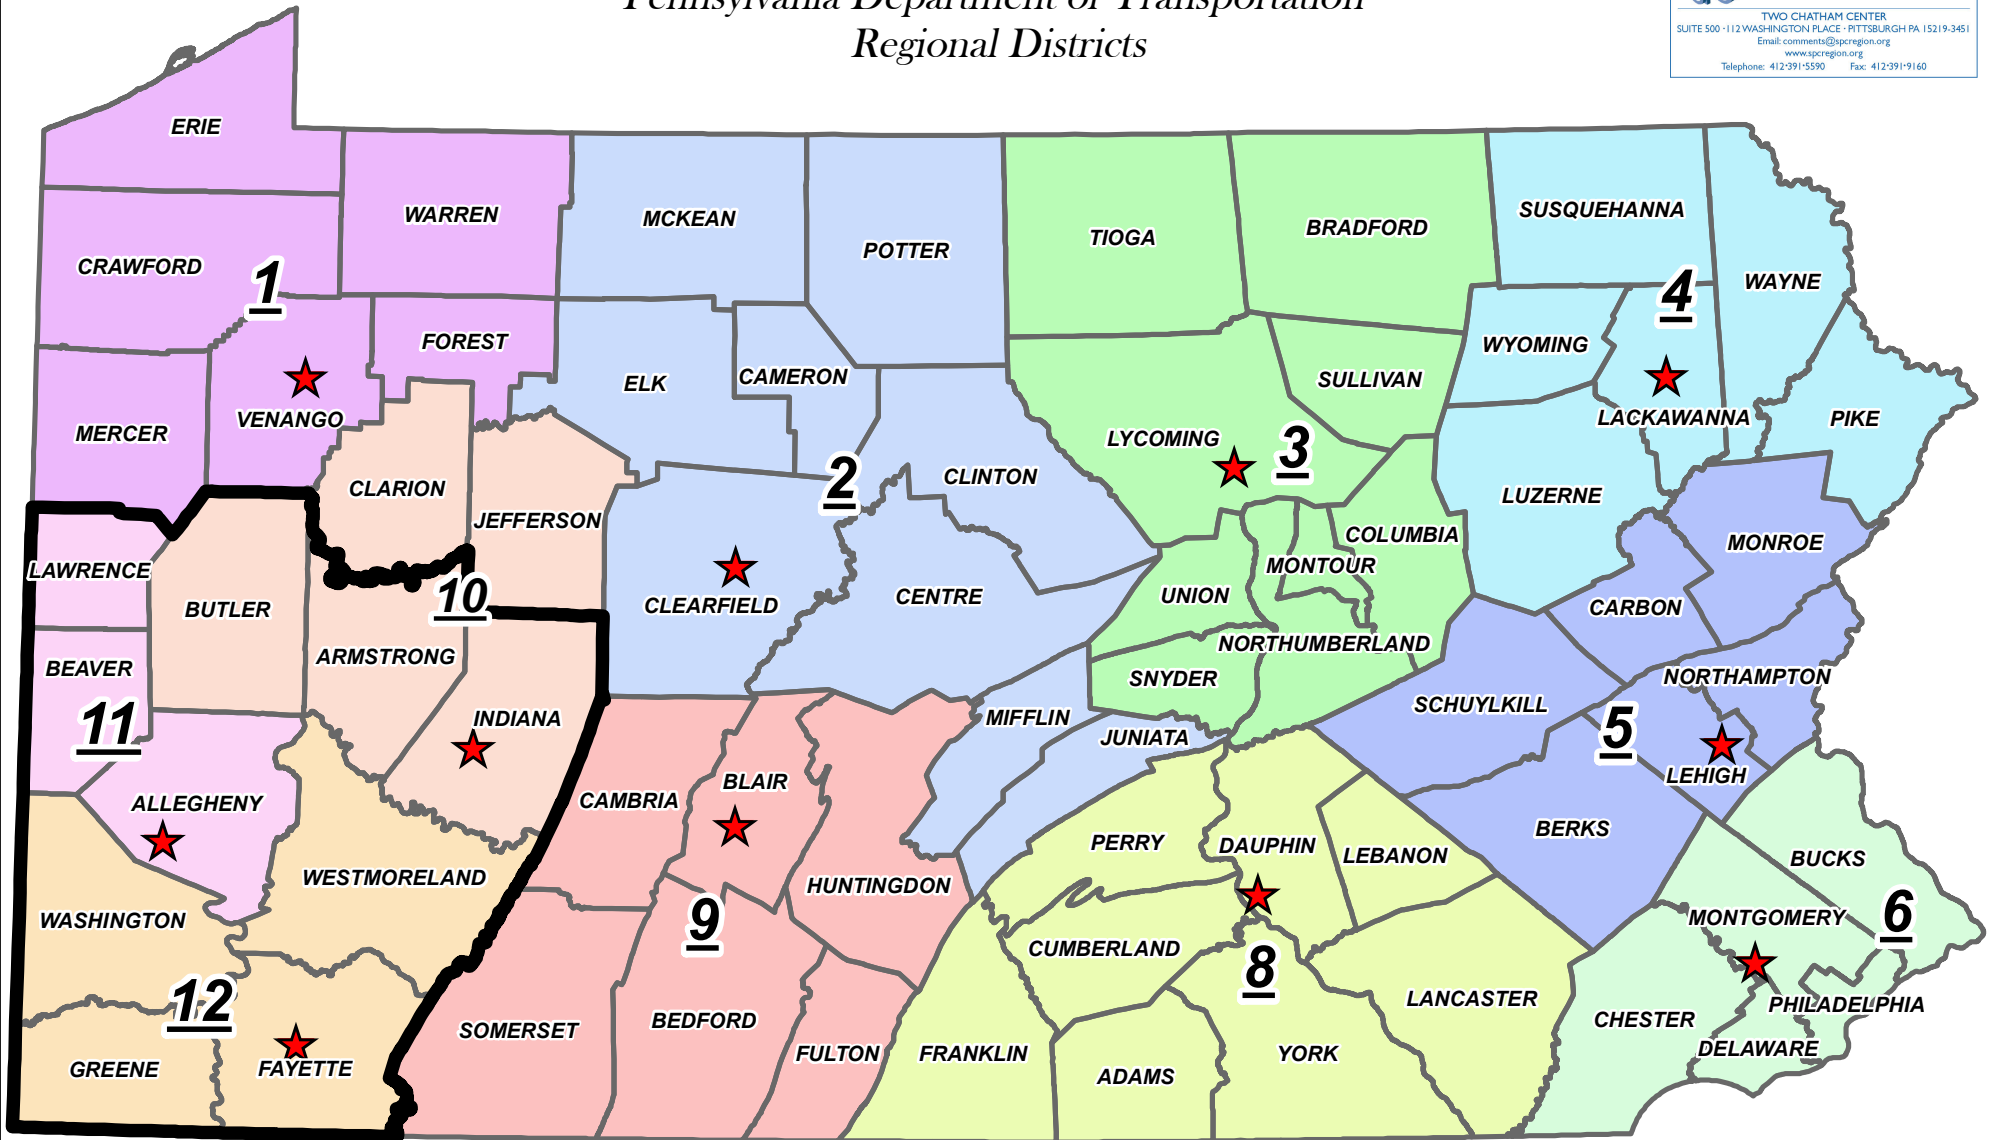 Pennsylvania Department of Transportation
Regional Districts
TWO CHATHAM CENTER
SUITE 500 · 112 WASHINGTON PLACE · PITTSBURGH PA 15219-3451
Email: comments@spcregion.org
www.spcregion.org
Telephone: 412·391·5590 Fax: 412·391·9160
ERIE
WARREN
MCKEAN
POTTER
TIOGA
BRADFORD
SUSQUEHANNA
WAYNE
CRAWFORD
1
4
FOREST
WYOMING
ELK
CAMERON
SULLIVAN
MERCER
VENANGO
LYCOMING
3
LACKAWANNA
PIKE
CLARION
2
CLINTON
LUZERNE
JEFFERSON
COLUMBIA
MONROE
LAWRENCE
MONTOUR
BUTLER
10
CLEARFIELD
CENTRE
UNION
CARBON
ARMSTRONG
NORTHUMBERLAND
BEAVER
SNYDER
NORTHAMPTON
11
INDIANA
MIFFLIN
SCHUYLKILL
5
JUNIATA
ALLEGHENY
CAMBRIA
BLAIR
LEHIGH
PERRY
DAUPHIN
LEBANON
BERKS
BUCKS
WESTMORELAND
HUNTINGDON
WASHINGTON
9
CUMBERLAND
MONTGOMERY
6
12
8
LANCASTER
PHILADELPHIA
SOMERSET
BEDFORD
CHESTER
GREENE
FAYETTE
FULTON
FRANKLIN
ADAMS
YORK
DELAWARE